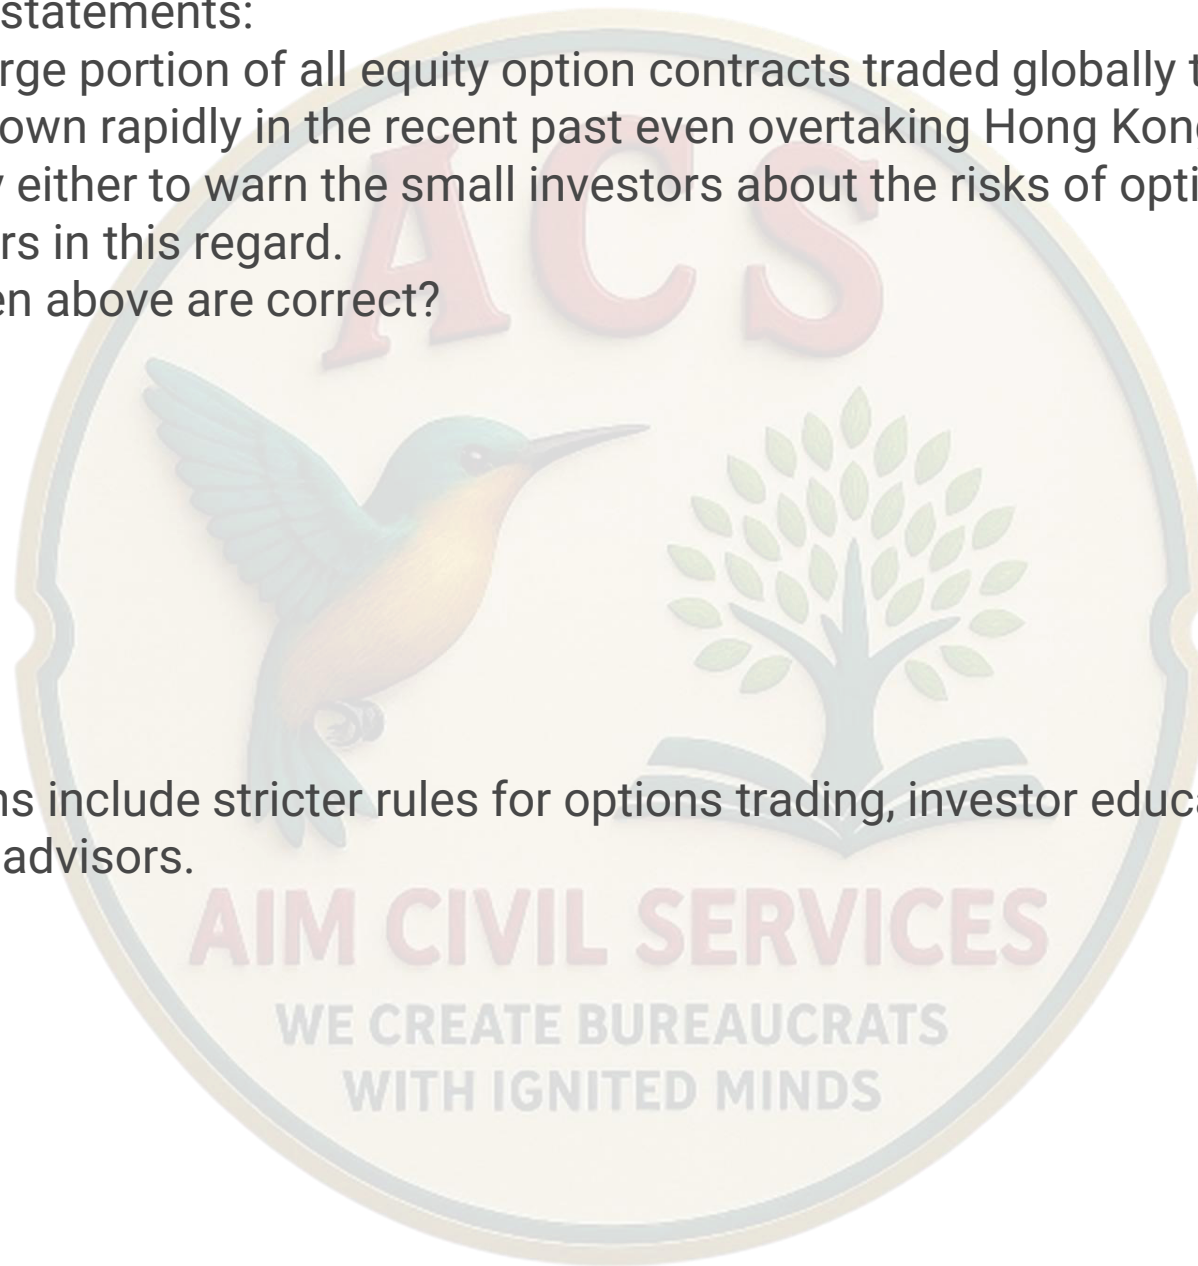 statements:
rge portion of all equity option contracts traded globally t
own rapidly in the recent past even overtaking Hong Kong
either to warn the small investors about the risks of opti
rs in this regard.
en above are correct?
ACS
ns include stricter rules for options trading, investor educa
advisors.
AIM CIVIL SERVICES
WE CREATE BUREAUCRATS
WITH IGNITED MINDS